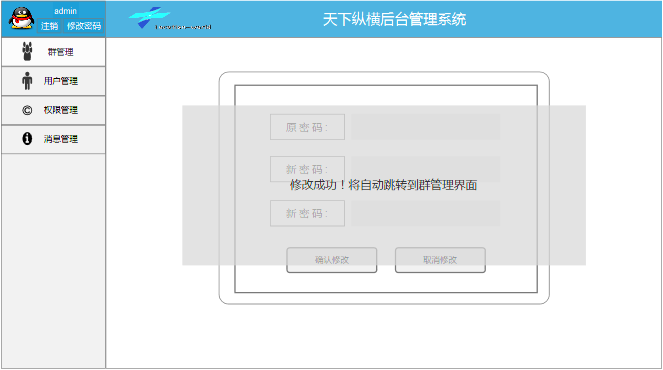 admin
注销 修改密码
天下纵横后台管理系统
群管理
用户管理
权限管理
消息管理
原 密 码：
新 密 码：
修改成功！将自动跳转到群管理界面
新 密 码：
确认修改 取消修改